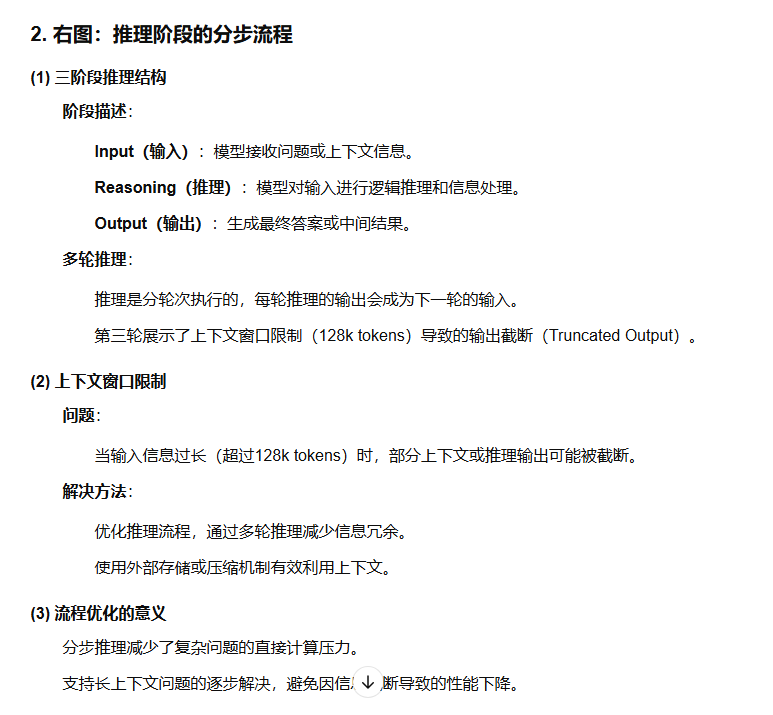 2. 右图：推理阶段的分步流程
(1) 三阶段推理结构
阶段描述：
Input（输入）：模型接收问题或上下文信息。
Reasoning（推理）：模型对输入进行逻辑推理和信息处理。
Output（输出）：生成最终答案或中间结果。
多轮推理：
推理是分轮次执行的，每轮推理的输出会成为下一轮的输入。
第三轮展示了上下文窗口限制（128k tokens）导致的输出截断（Truncated Output）。
(2) 上下文窗口限制
问题：
当输入信息过长（超过128k tokens）时，部分上下文或推理输出可能被截断。
解决方法：
优化推理流程，通过多轮推理减少信息冗余。
使用外部存储或压缩机制有效利用上下文。
(3) 流程优化的意义
分步推理减少了复杂问题的直接计算压力。
支持长上下文问题的逐步解决，避免因信断导致的性能下降。